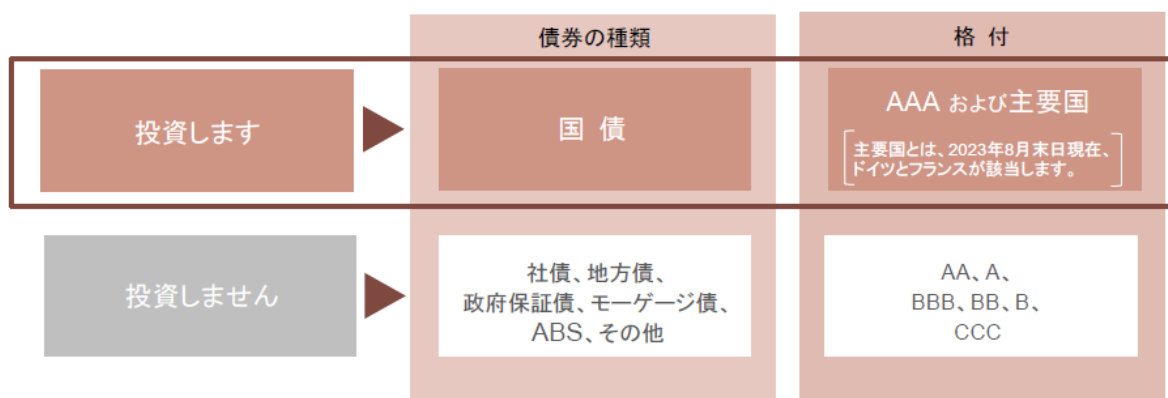 債券の種類
格 付
投資します
国 債
AAA および主要国
主要国とは、2023年8月末日現在、
ドイツとフランスが該当します。
投資しません
社債、地方債、
政府保証債、モーゲージ債、
ABS、その他
AA、A、
BBB、BB、B、
CCC